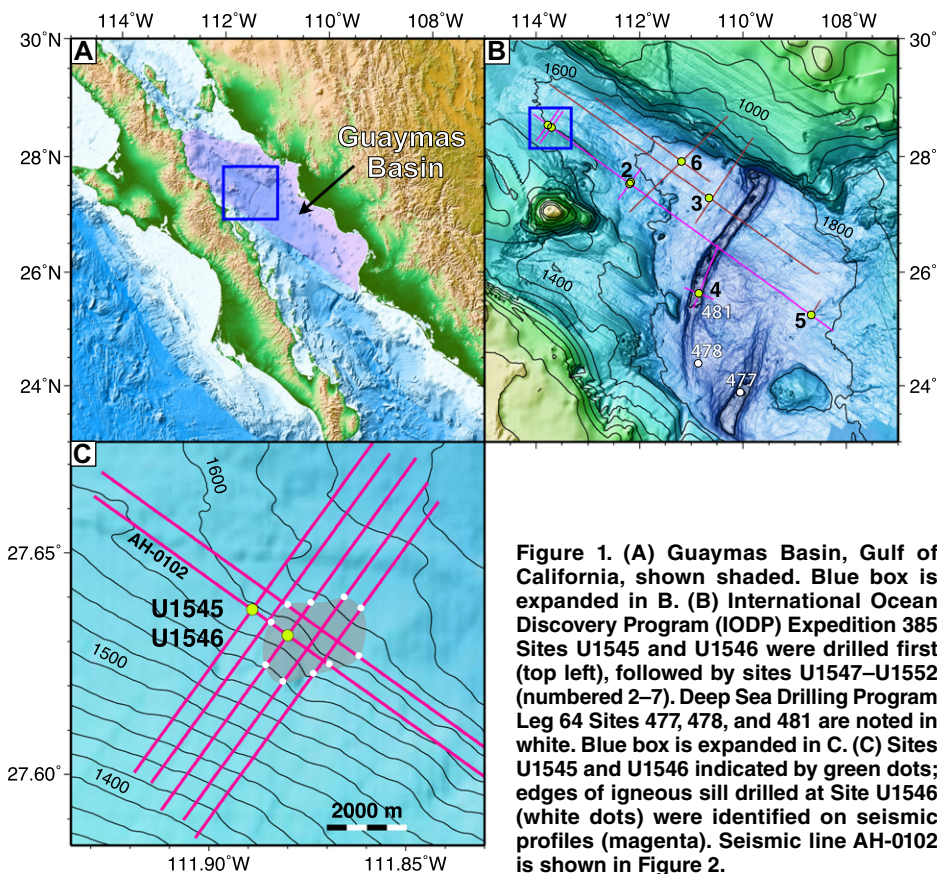 114°W 112°W 110°W 108°W 114°W 112°W 110°W 108°W
30°N
28°N
26°N
24°N
A
Guaymas
Basin
B
1600
1000
6
2
3
1800
1400
4
481
5
478
477
30°
28°
26°
24°
C
1600
27.65°
AH-0102
U1545
U1546
1500
27.60°
1400
2000 m
111.90°W 111.85°W
Figure 1. (A) Guaymas Basin, Gulf of
California, shown shaded. Blue box is
expanded in B. (B) International Ocean
Discovery Program (IODP) Expedition 385
Sites U1545 and U1546 were drilled first
(top left), followed by sites U1547–U1552
(numbered 2–7). Deep Sea Drilling Program
Leg 64 Sites 477, 478, and 481 are noted in
white. Blue box is expanded in C. (C) Sites
U1545 and U1546 indicated by green dots;
edges of igneous sill drilled at Site U1546
(white dots) were identified on seismic
profiles (magenta). Seismic line AH-0102
is shown in Figure 2.